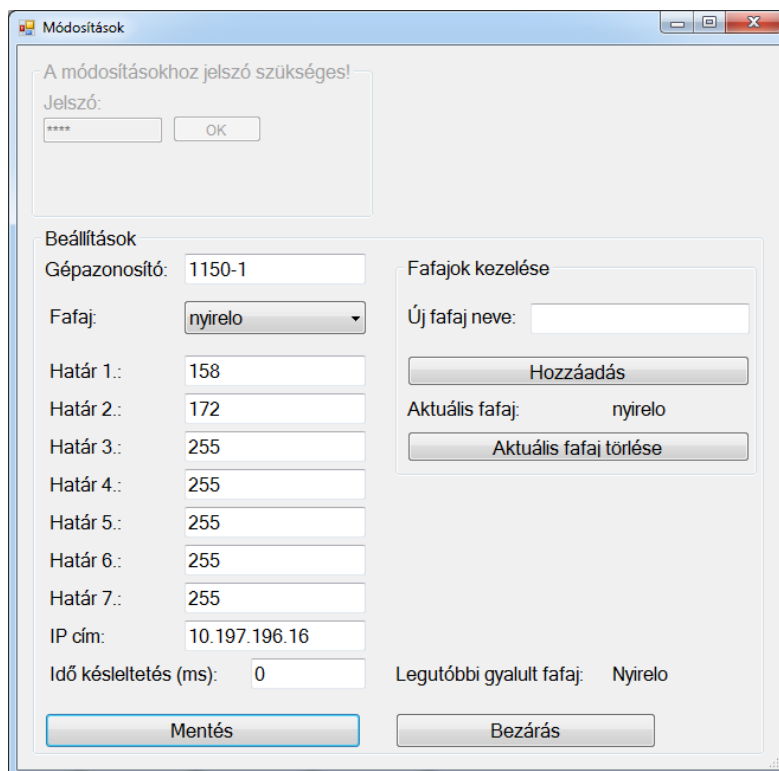 Módosítások
A módosításokhoz jelszó szükséges!
Jelszó:
**** OK
Beállítások
Gépazonosító: 1150-1
Fafaj: nyirelo
Határ 1.: 158
Határ 2.: 172
Határ 3.: 255
Határ 4.: 255
Határ 5.: 255
Határ 6.: 255
Határ 7.: 255
IP cím: 10.197.196.16
Idő késleltetés (ms): 0
Mentés
Fafajok kezelése
Új fafaj neve:
Hozzáadás
Aktuális fafaj: nyirelo
Aktuális fafaj törlése
Legutóbbi gyalult fafaj: Nyirelo
Bezárás